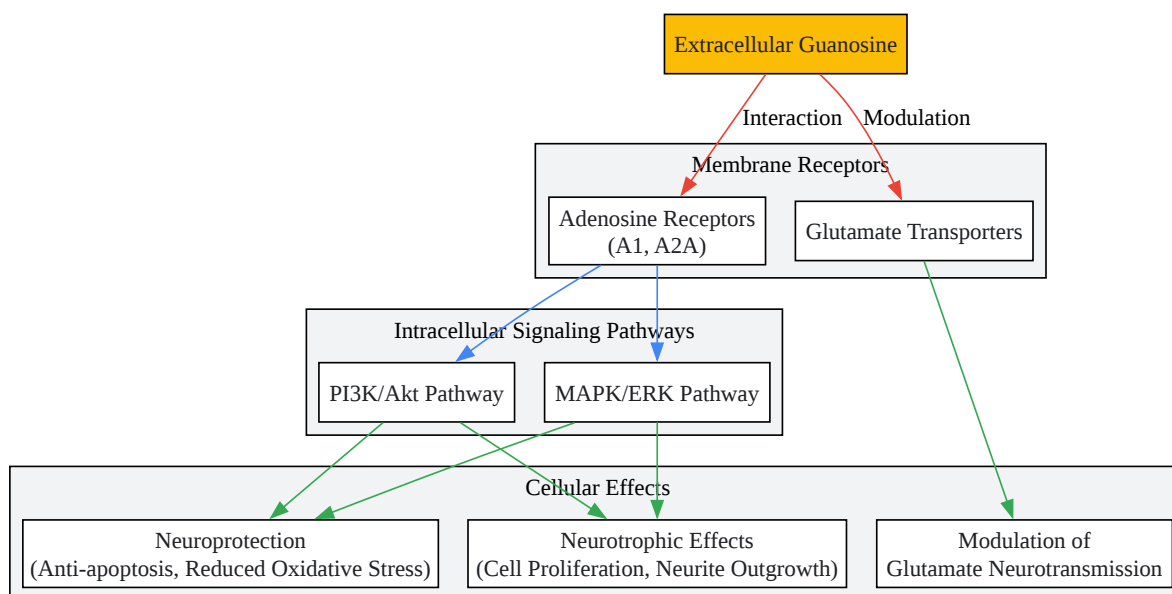 Extracellular Guanosine
Interaction
Modulation
Membrane Receptors
Adenosine Receptors
(A1, A2A)
Glutamate Transporters
Intracellular Signaling Pathways
PI3K/Akt Pathway
MAPK/ERK Pathway
Cellular Effects
Neuroprotection
(Anti-apoptosis, Reduced Oxidative Stress)
Neurotrophic Effects
(Cell Proliferation, Neurite Outgrowth)
Modulation of
Glutamate Neurotransmission